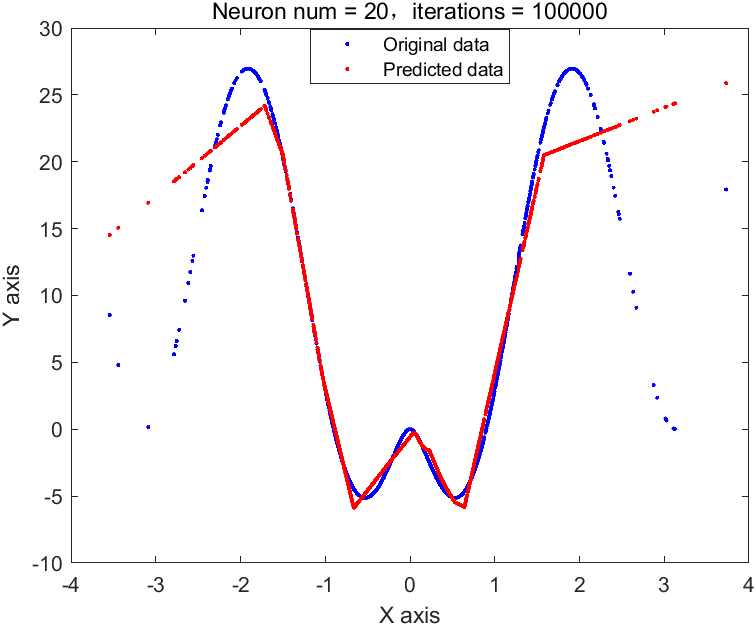 Neuron num = 20，iterations = 100000
Original data
Predicted data
30
25
20
15
10
5
0
-5
-10
Y axis
-4 -3 -2 -1 0 1 2 3 4
X axis